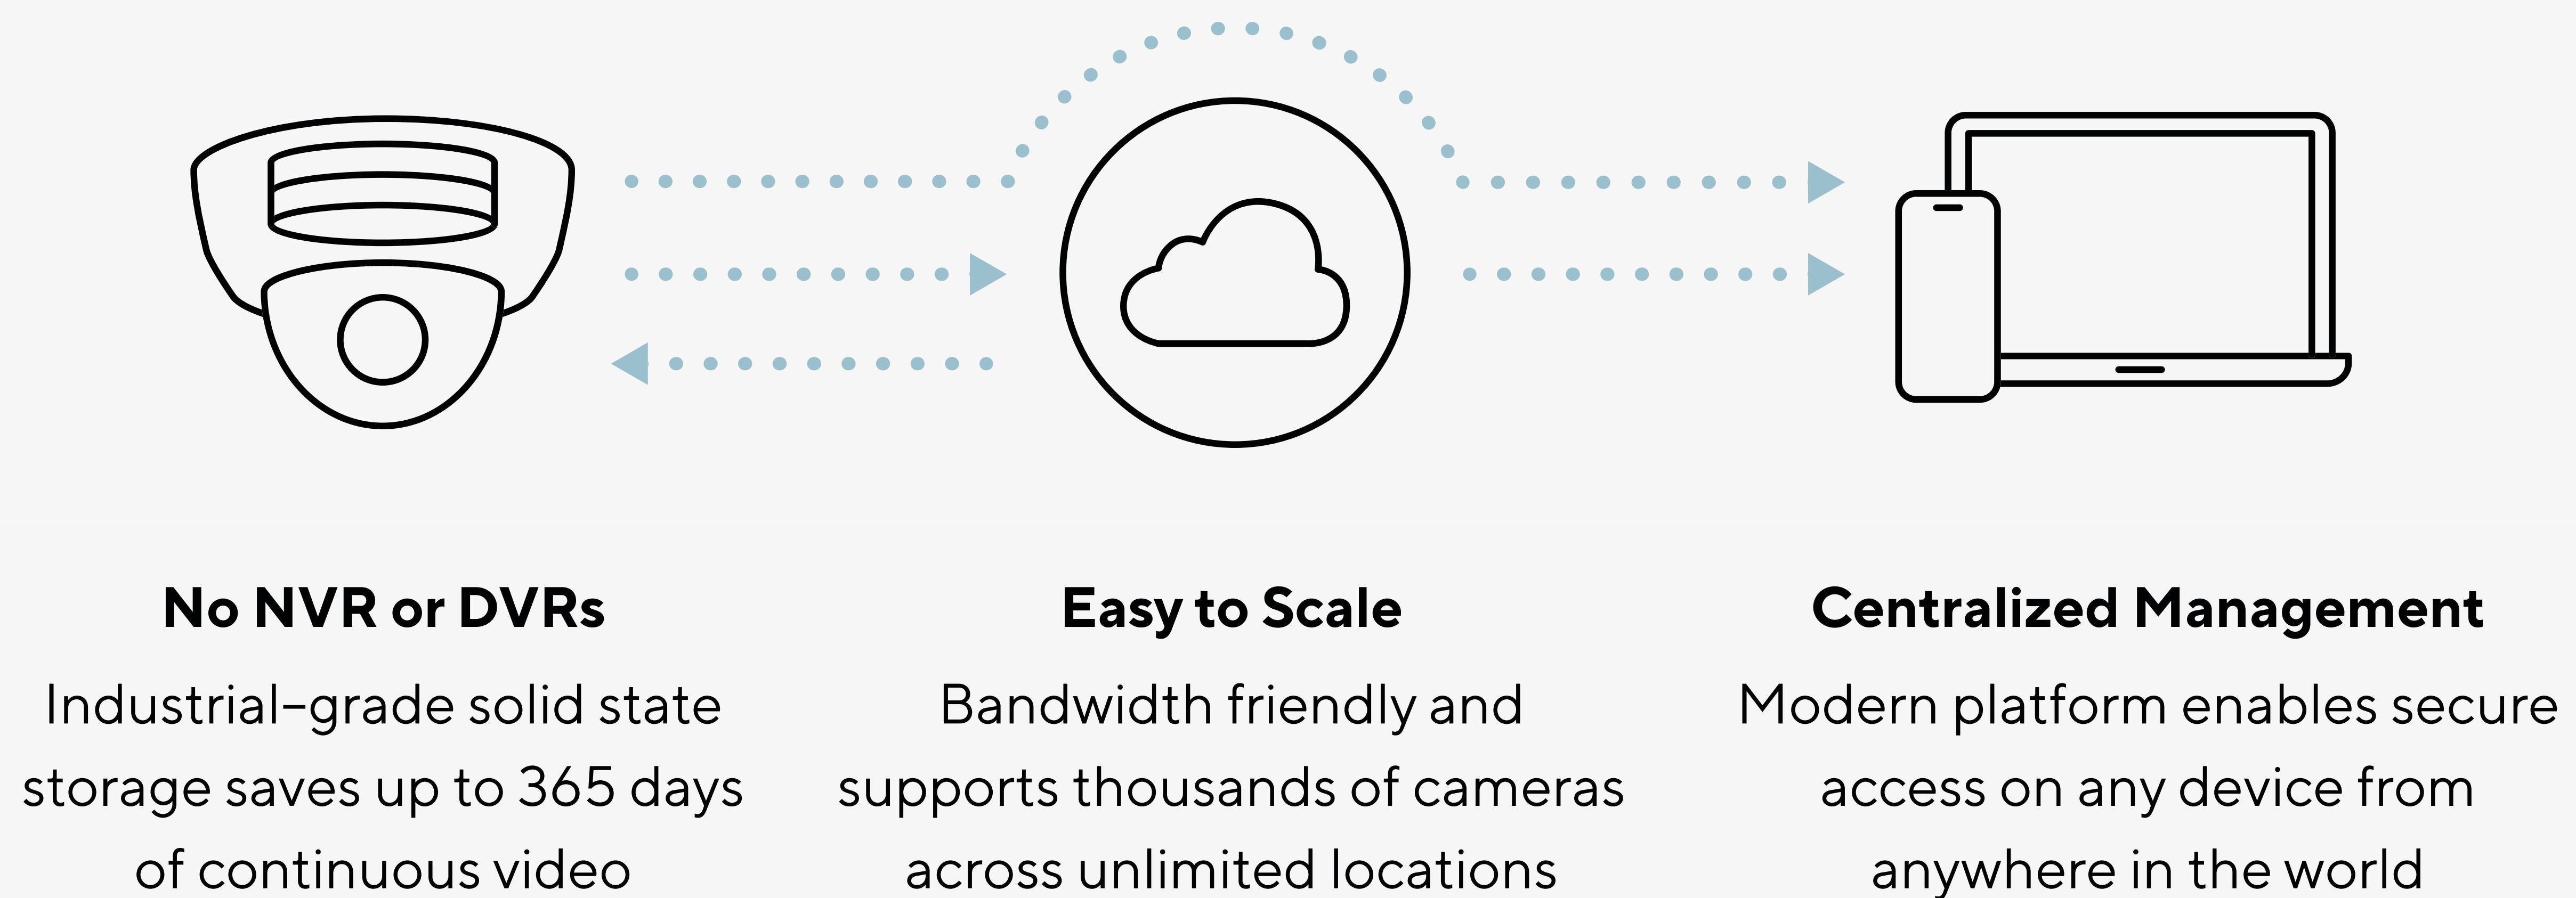 No NVR or DVRs
Industrial-grade solid state
storage saves up to 365 days
of continuous video
Easy to Scale
Bandwidth friendly and
supports thousands of cameras
across unlimited locations
Centralized Management
Modern platform enables secure
access on any device from
anywhere in the world